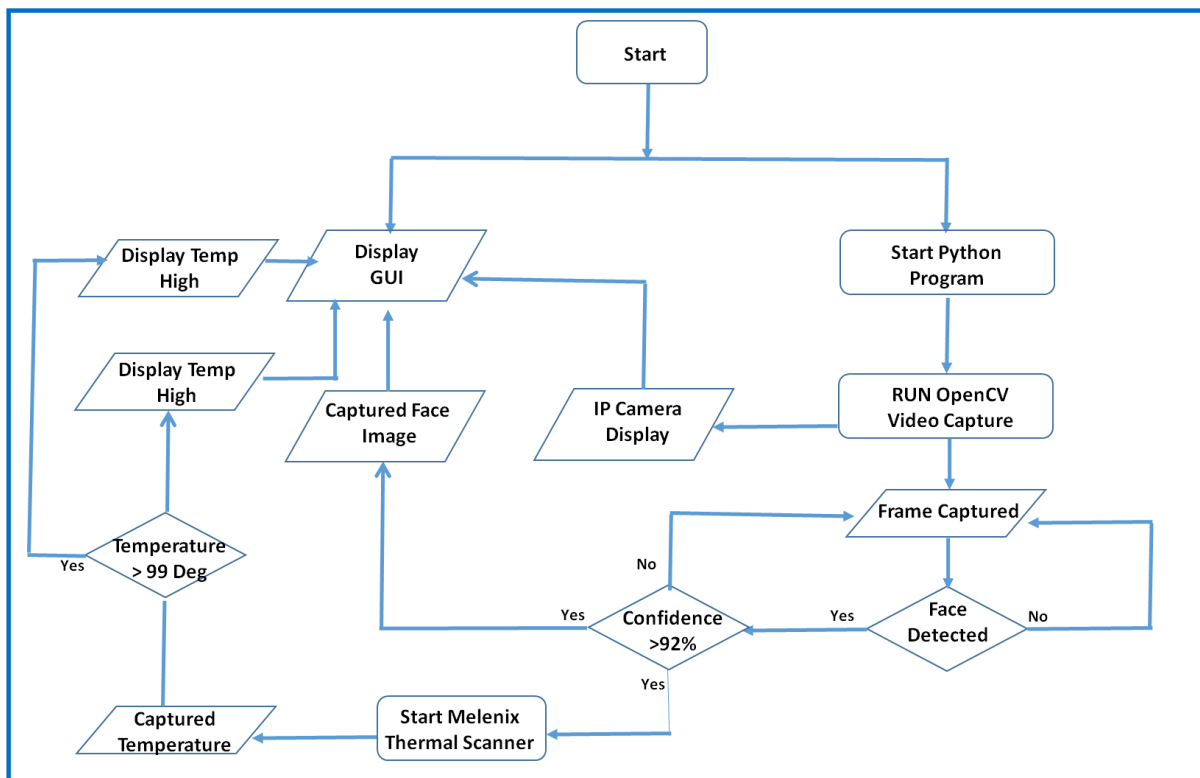 Start
Display Temp
High
Display
GUI
Start Python
Program
Display Temp
High
Captured Face
Image
IP Camera
Display
RUN OpenCV
Video Capture
Frame Captured
Temperature
> 99 Deg
Yes
No
Yes
Confidence
>92%
Yes
Face
Detected
No
Yes
Captured
Temperature
Start Melenix
Thermal Scanner